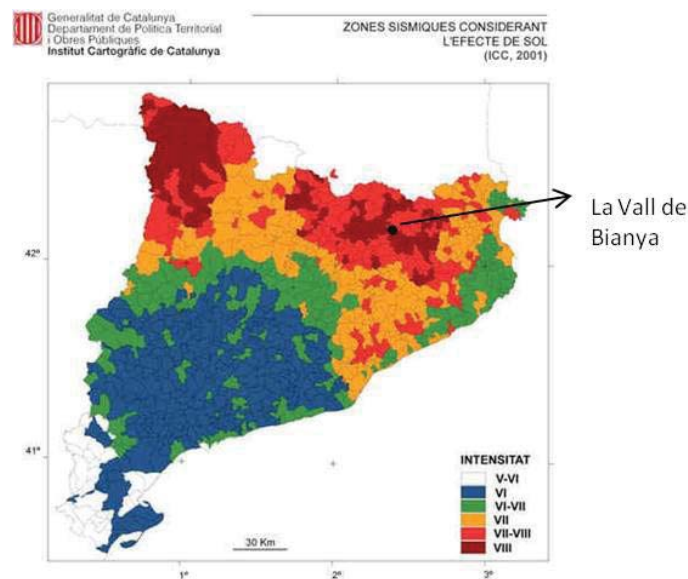 Generalitat de Catalunya
Departament de Política Territorial
i Obres Públiques
Institut Cartogràfic de Catalunya
ZONES SISMIQUES CONSIDERANT
L'EFECTE DE SOL
(ICC, 2001)
La Vall de
Bianya
42°
41°
INTENSITAT
V-VI
VI
VI-VII
VII
VII-VIII
VIII
30 Km
1°
2°
3°